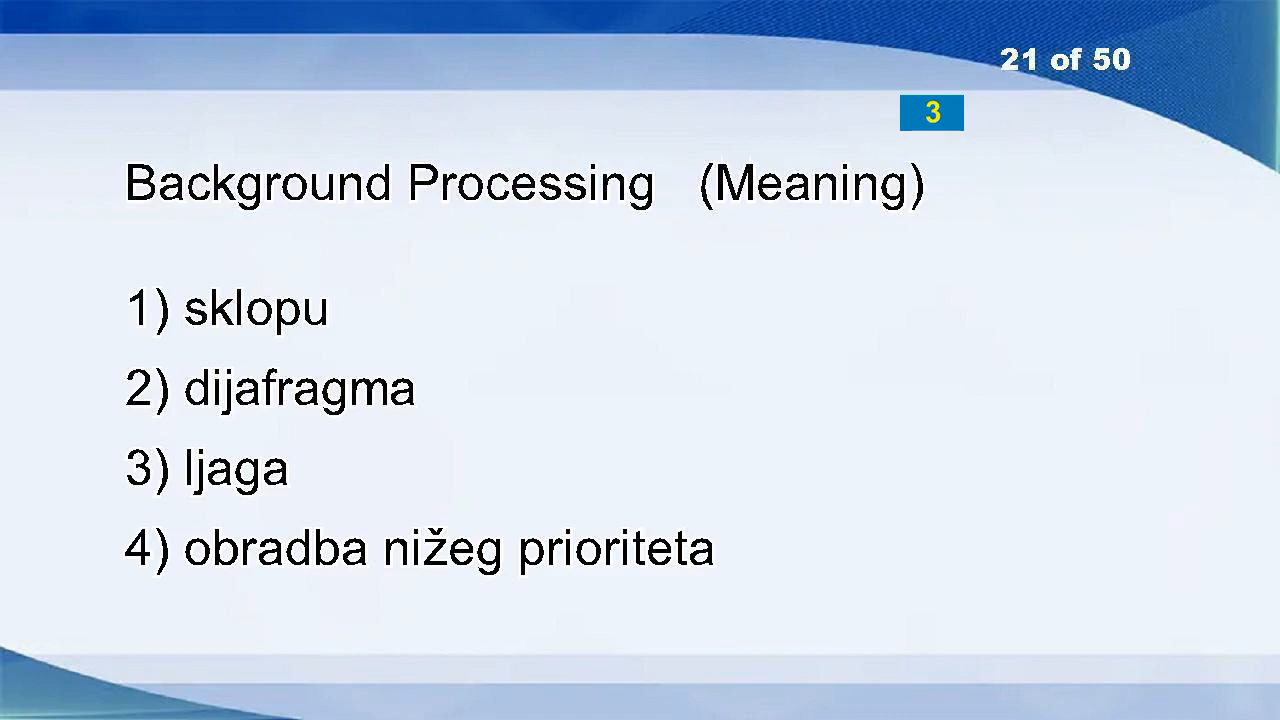 21 of 50
3
Background Processing (Meaning)
1) sklopu
2) dijafragma
3) ljaga
4) obradba nižeg prioriteta